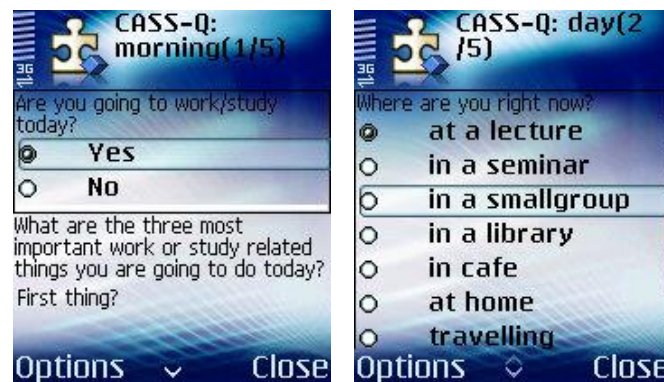 CASS-Q:
morning(1/5)
3G
Are you going to work/study
today?
Yes
No
What are the three most
important work or study related
things you are going to do today?
First thing?
Options
Close
CASS-Q: day(2
/5)
3G
Where are you right now?
at a lecture
in a seminar
in a smallgroup
in a library
in cafe
at home
travelling
Options
Close